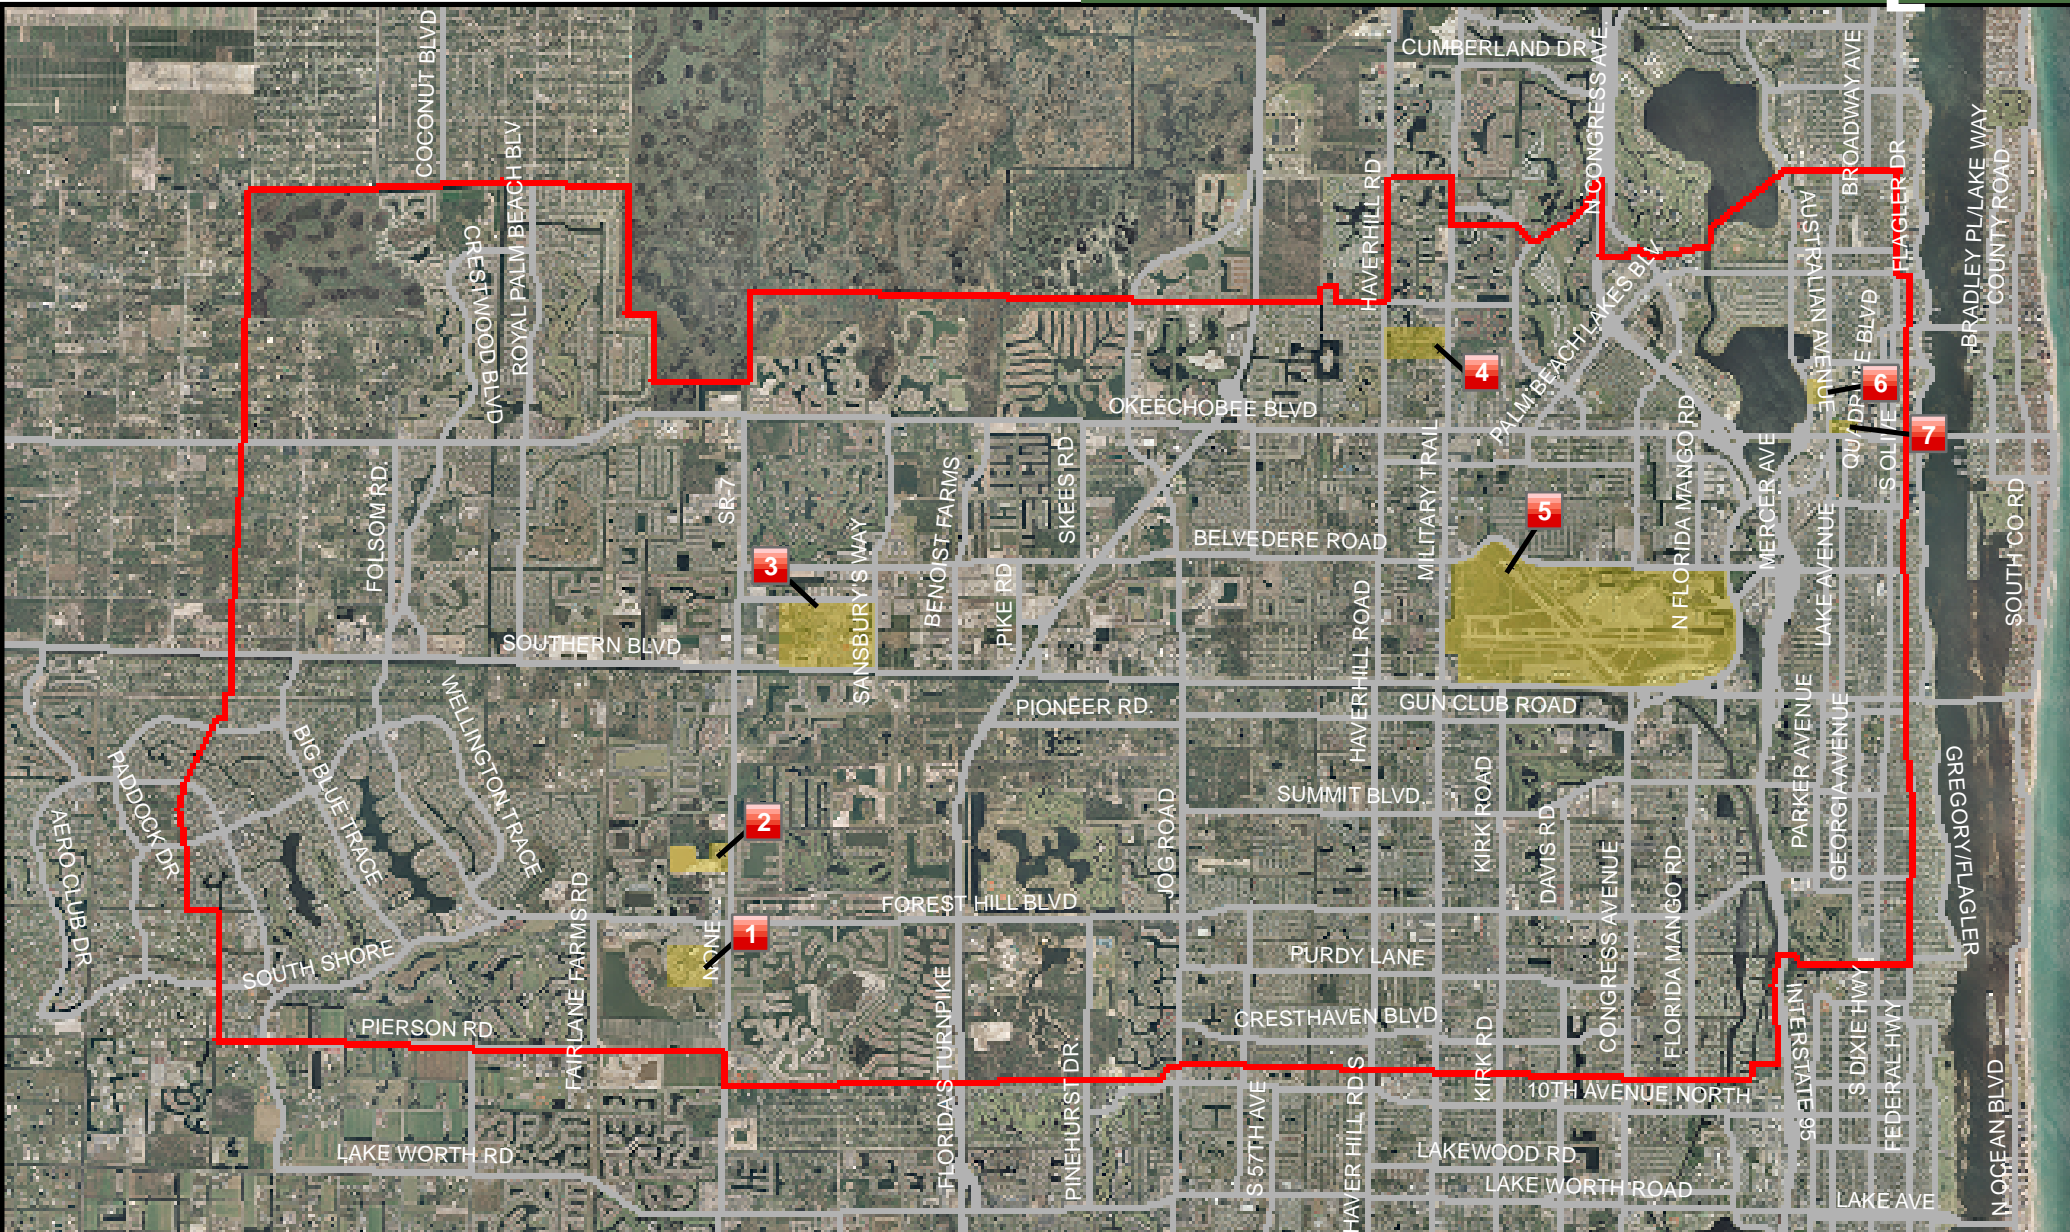 CUMBERLAND DR
COCONUT BLVD
N CONGRESS AVE
BROADWAY AVE
BRADLEY PL/LAKE WAY
COUNTY ROAD
FLAGLER DR
HAVERHILL RD
ROYAL PALM BEACH BLV
CRESTWOOD BLVD
AUSTRALIAN AVENUE
PALM BEACH LAKES BLV
4
6
7
QUADRILLE BLVD
S OLIVE
OKEECHOBEE BLVD
MILITARY TRAIL
N FLORIDA MANGO RD
MERCER AVE
FOLSOM RD.
SR-7
SANSBURY'S WAY
BENOIST FARMS
SKEES RD
PIKE RD
BELVEDERE ROAD
5
3
LAKE AVENUE
SOUTH CO RD
SOUTHERN BLVD
HAVERHILL ROAD
PIONEER RD.
GUN CLUB ROAD
WELLINGTON TRACE
BIG BLUE TRACE
PADDOCK DR
AERO CLUB DR
PARKER AVENUE
GEORGIA AVENUE
GREGORY/FLAGLER
SUMMIT BLVD.
KIRK ROAD
DAVIS RD
JOG ROAD
2
CONGRESS AVENUE
FLORIDA MANGO RD
FAIRLANE FARMS RD
FOREST HILL BLVD
1
NONE
SOUTH SHORE
PURDY LANE
FLORIDAS TURNPIKE
PIERSON RD.
CRESTHAVEN BLVD.
KIRK RD
INTERSTATE 95
S DIXIE HWY
FEDERAL HWY
N OCEAN BLVD
PINEHURST DR.
S 57TH AVE
HAVER HILL RD S
10TH AVENUE NORTH
LAKE WORTH RD
LAKEWOOD RD.
LAKE WORTH ROAD
LAKE AVE